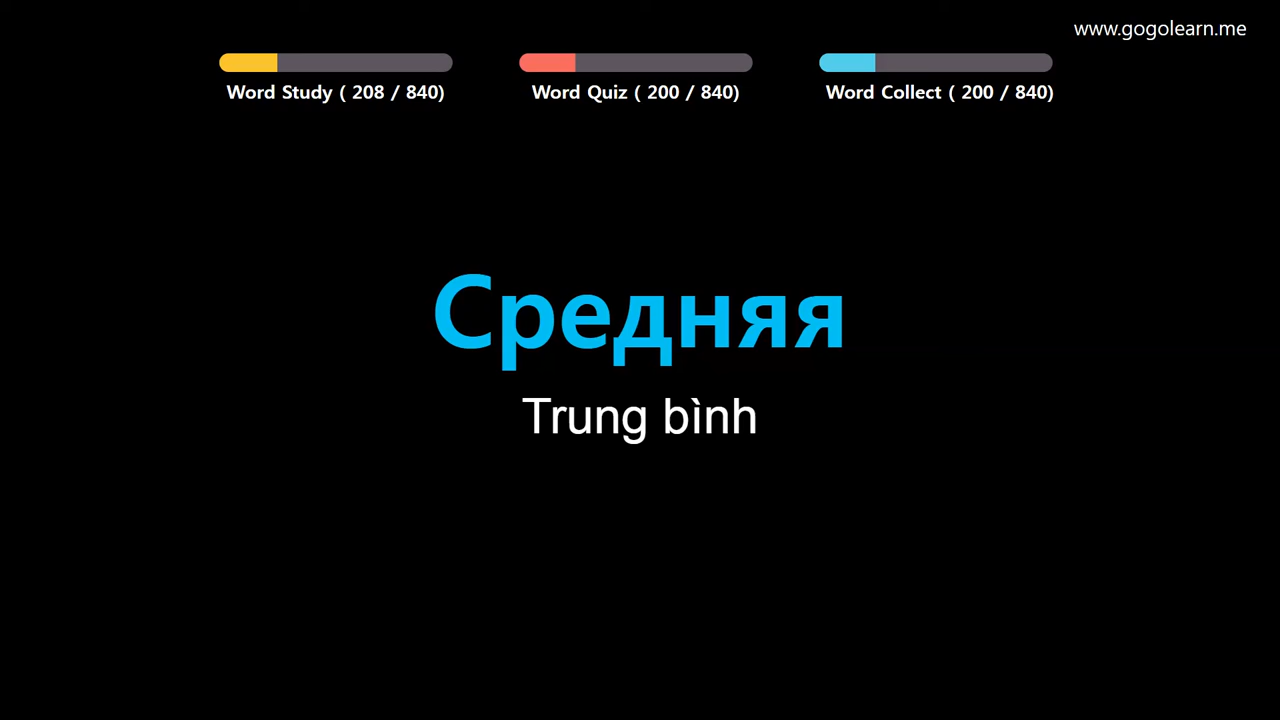 www.gogolearn.me
Word Study ( 208 / 840)
Word Quiz ( 200 / 840)
Word Collect ( 200 / 840)
Средняя
Trung bình